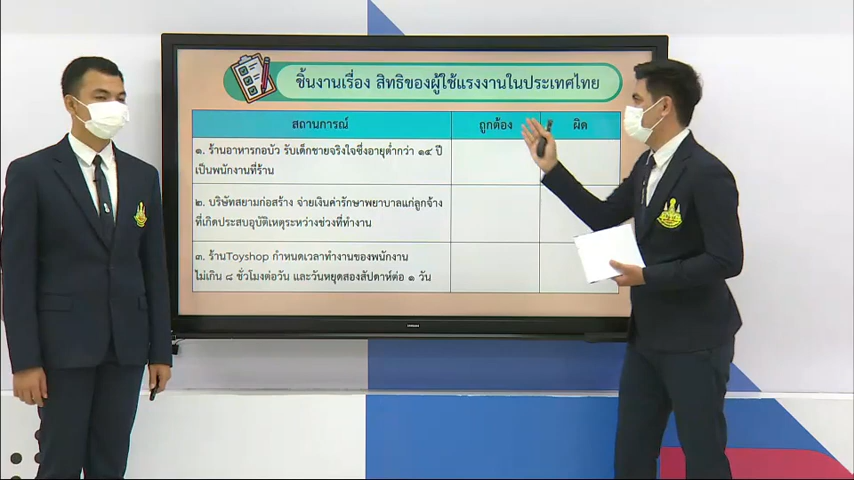 ชิ้นงานเรื่อง สิทธิของผู้ใช้แรงงานในประเทศไทย
สถานการณ์ ถูกต้อง ผิด
๑. ร้านอาหารกอบัว รับเด็กชายจริงใจซึ่งอายุต่ำกว่า ๑๕ ปี
เป็นพนักงานที่ร้าน
๒. บริษัทสยามก่อสร้าง จ่ายเงินค่ารักษาพยาบาลแก่ลูกจ้าง
ที่เกิดประสบอุบัติเหตุระหว่างช่วงที่ทำงาน
๓. ร้านToyshop กำหนดเวลาทำงานของพนักงาน
ไม่เกิน ๘ ชั่วโมงต่อวัน และวันหยุดสองสัปดาห์ต่อ ๑ วัน